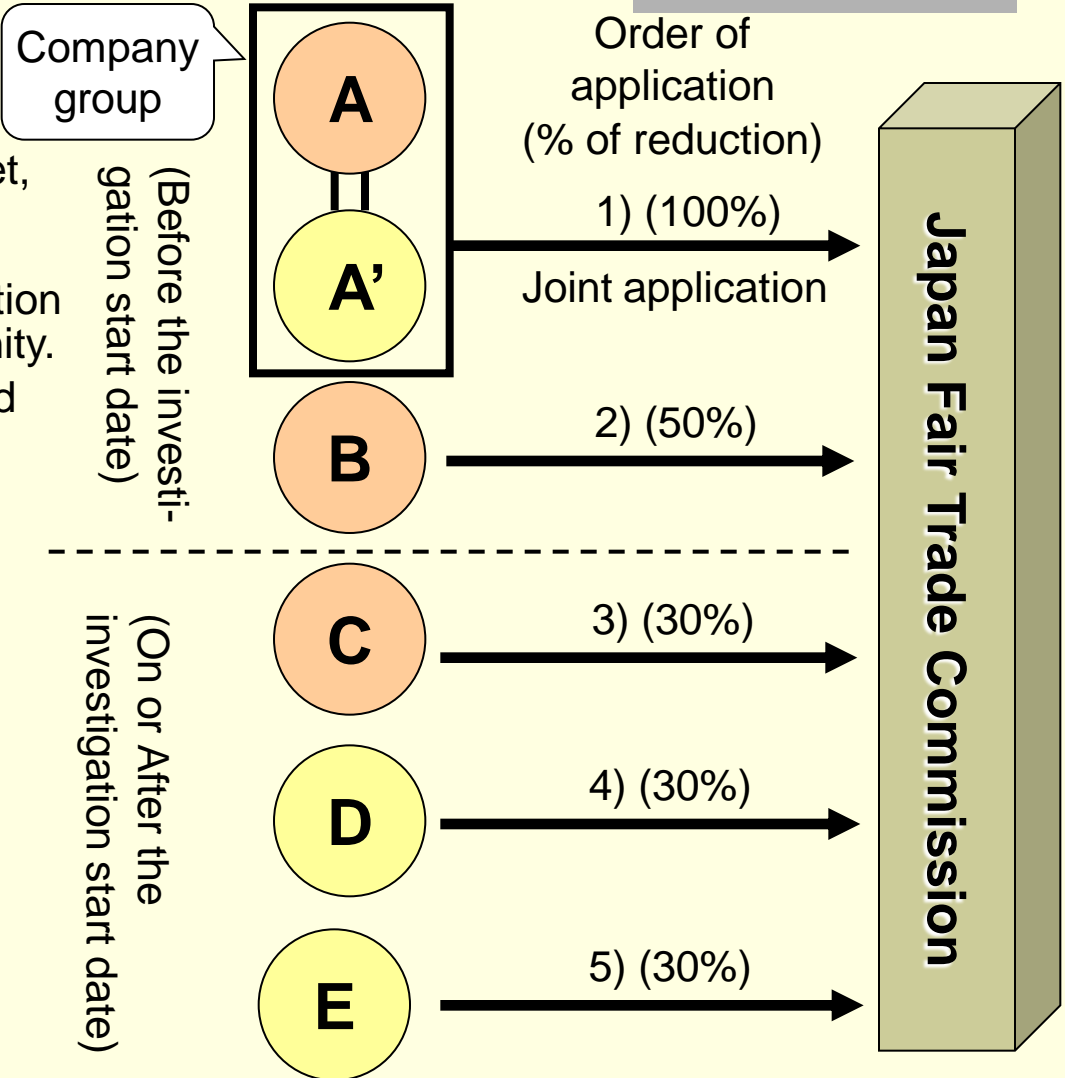 Company
group
A
A’
B
C
D
E
et,
tion
nity.
d
(Before the investi-
gation start date)
(On or After the
investigation start date)
Order of
application
(% of reduction)
1) (100%)
Joint application
2) (50%)
3) (30%)
4) (30%)
5) (30%)
Japan Fair Trade Commission